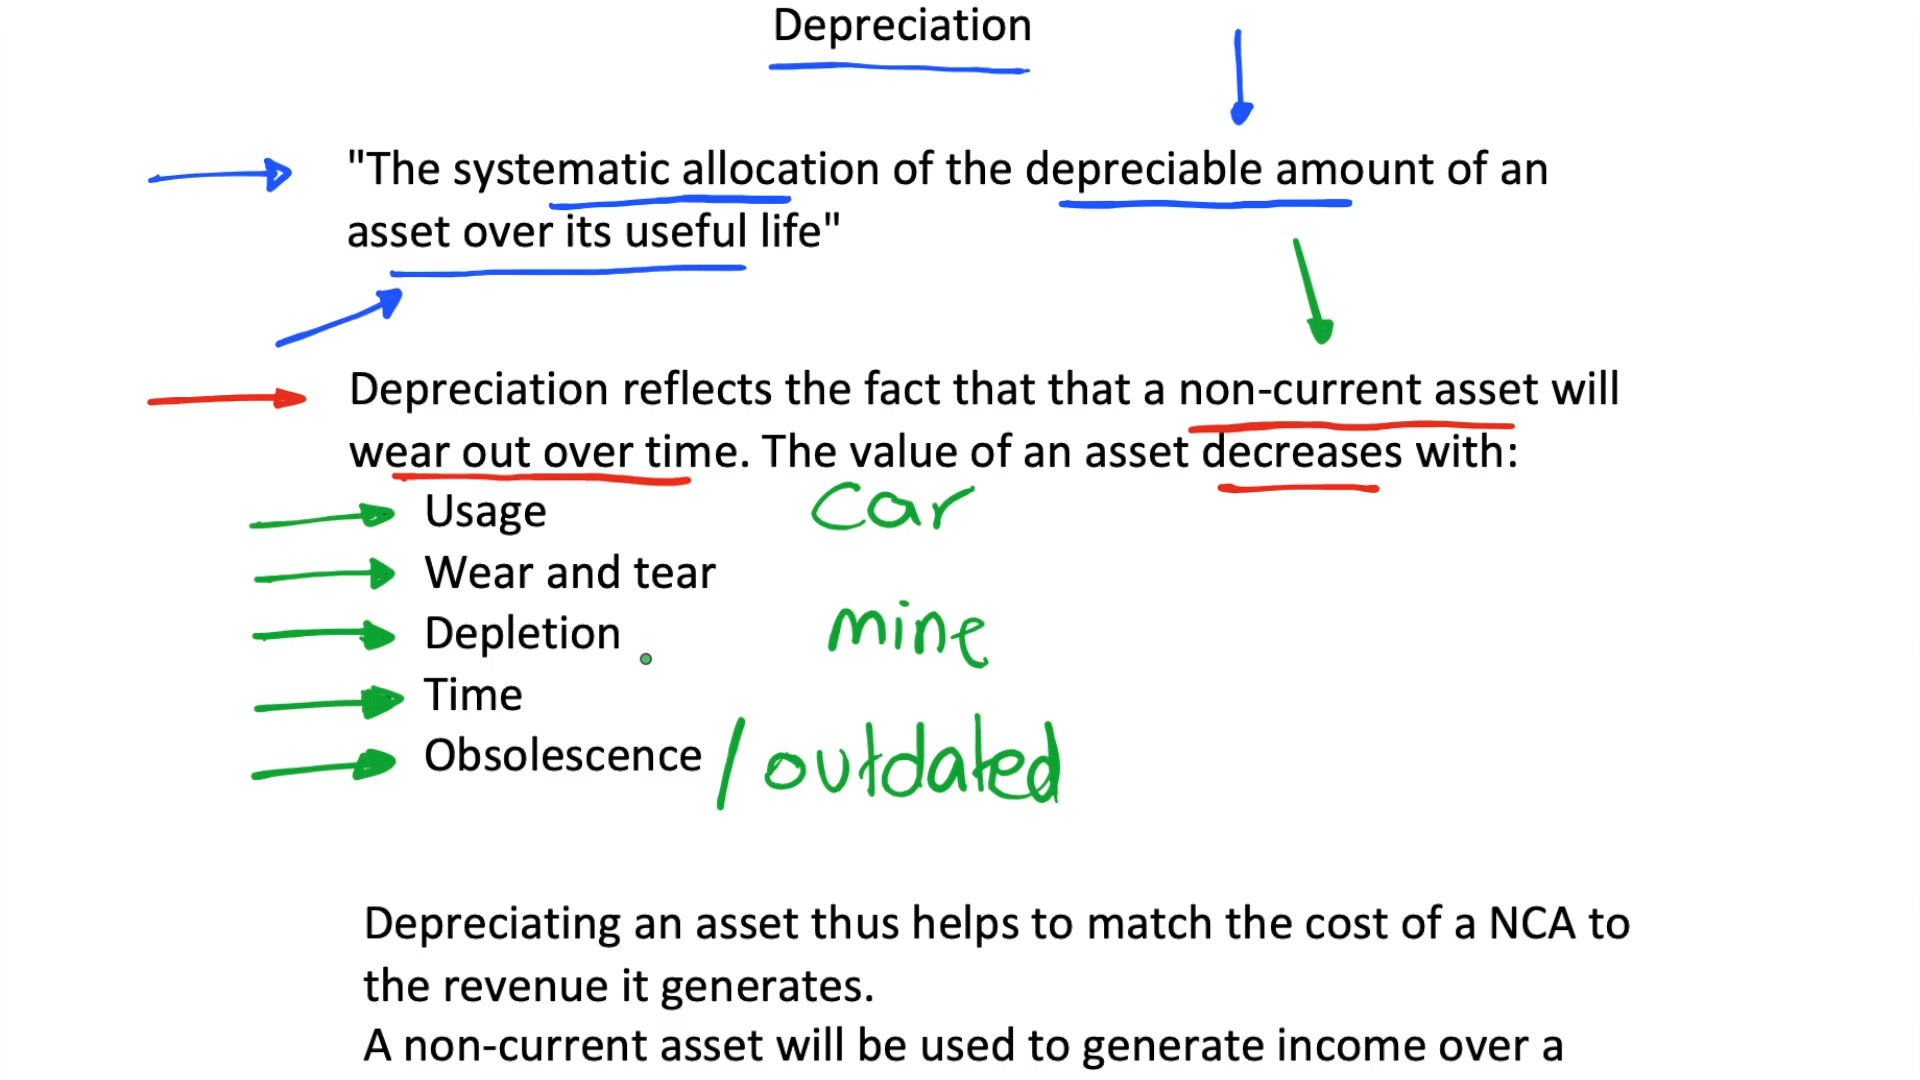 Depreciation
"The systematic allocation of the depreciable amount of an
asset over its useful life"
Depreciation reflects the fact that that a non-current asset will
wear out over time. The value of an asset decreases with:
Usage car
Wear and tear
Depletion mine
Time
Obsolescence / outdated
Depreciating an asset thus helps to match the cost of a NCA to
the revenue it generates.
A non-current asset will be used to generate income over a